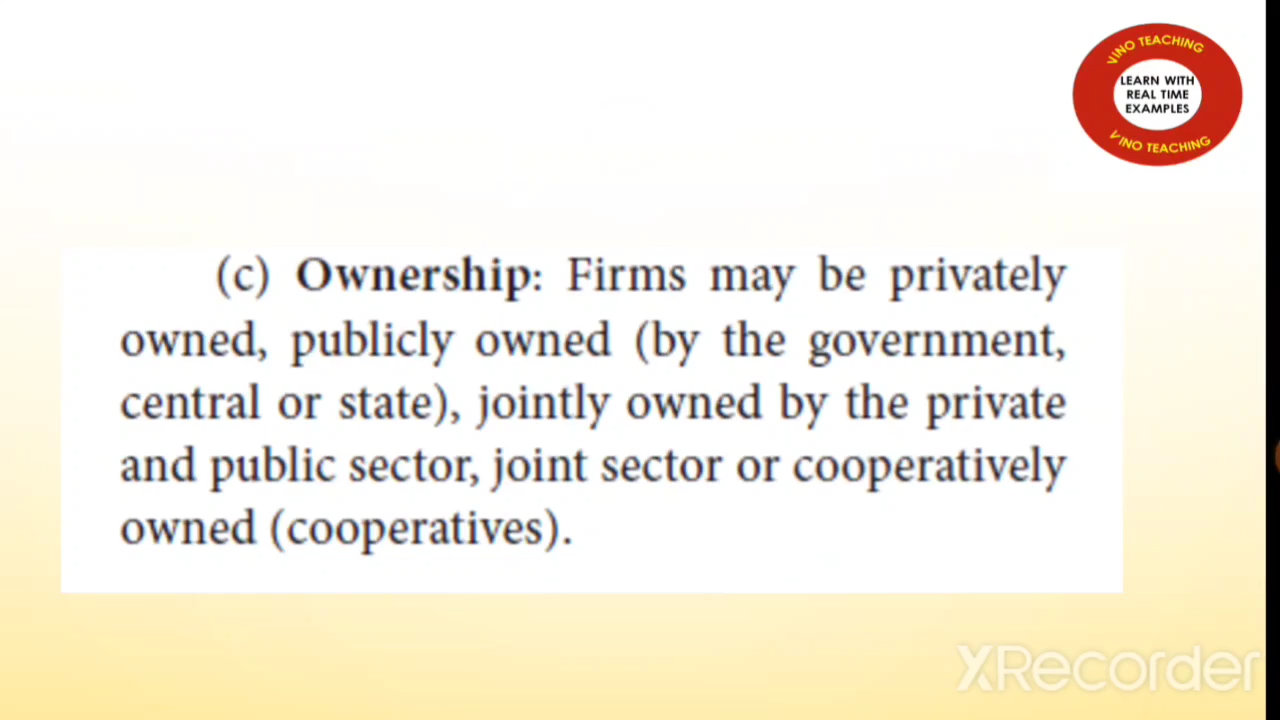 VINO TEACHING
LEARN WITH
REAL TIME
EXAMPLES
VINO TEACHING
(c) Ownership: Firms may be privately
owned, publicly owned (by the government,
central or state), jointly owned by the private
and public sector, joint sector or cooperatively
owned (cooperatives).
XRecorder